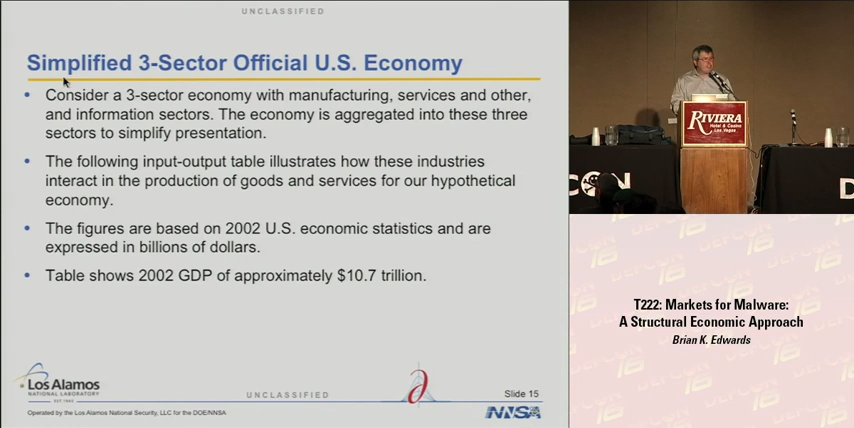 UNCLASSIFIED
Simplified 3-Sector Official U.S. Economy
• Consider a 3-sector economy with manufacturing, services and other,
and information sectors. The economy is aggregated into these three
sectors to simplify presentation.
• The following input-output table illustrates how these industries
interact in the production of goods and services for our hypothetical
economy.
• The figures are based on 2002 U.S. economic statistics and are
expressed in billions of dollars.
• Table shows 2002 GDP of approximately $10.7 trillion.
Los Alamos
NATIONAL LABORATORY
EST. 1943
UNCLASSIFIED
Slide 15
Operated by the Los Alamos National Security, LLC for the DOE/NNSA
NNSA
RIVIERA
Hotel & Casino
Las Vegas
CON
D
T222: Markets for Malware:
A Structural Economic Approach
Brian K. Edwards
DEFCON
16